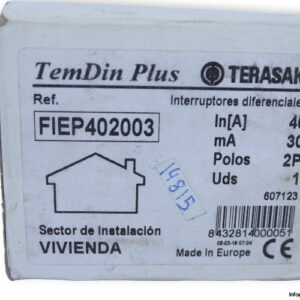 TemDin Plus
TERASAK
Ref.
FIEP402003
Interruptores diferenciale
In[A] 40
mA 30
Polos 2P
Uds 1
607123
14815
Sector de Instalación
VIVIENDA
8432814000051
Made in Europe